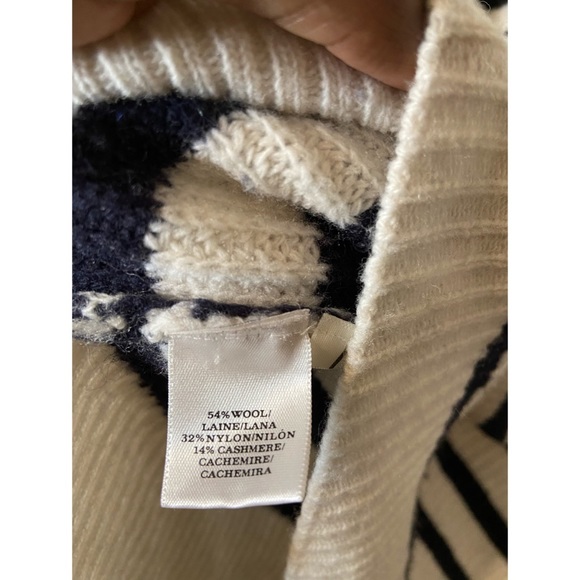 54% WOOL/
LAINE/LANA
32% NYLON/NILÓN
14% CASHMERE/
CACHEMIRE/
CACHEMIRA